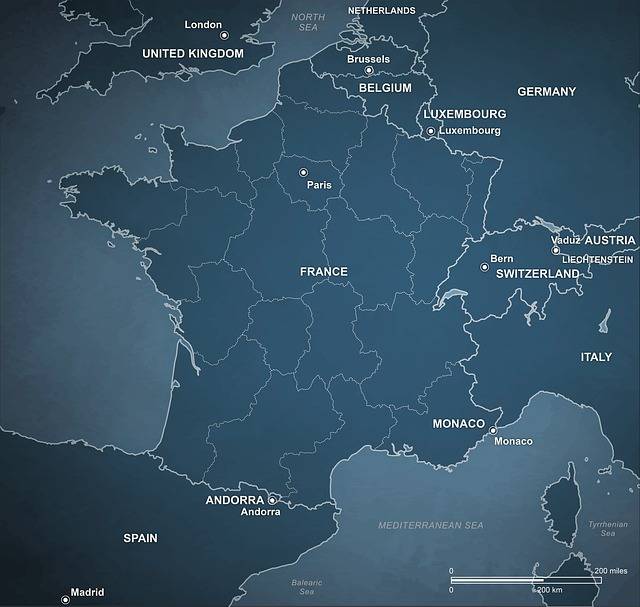 NETHERLANDS
NORTH
SEA
London
UNITED KINGDOM
Brussels
BELGIUM
GERMANY
LUXEMBOURG
Luxembourg
Paris
Vaduz
AUSTRIA
Bern
LIECHTENSTEIN
FRANCE
SWITZERLAND
ITALY
MONACO
Monaco
ANDORRA
Andorra
MEDITERRANEAN SEA
Tyrrhenian
Sea
SPAIN
Balearic
Sea
0 200 miles
0 200 km
Madrid